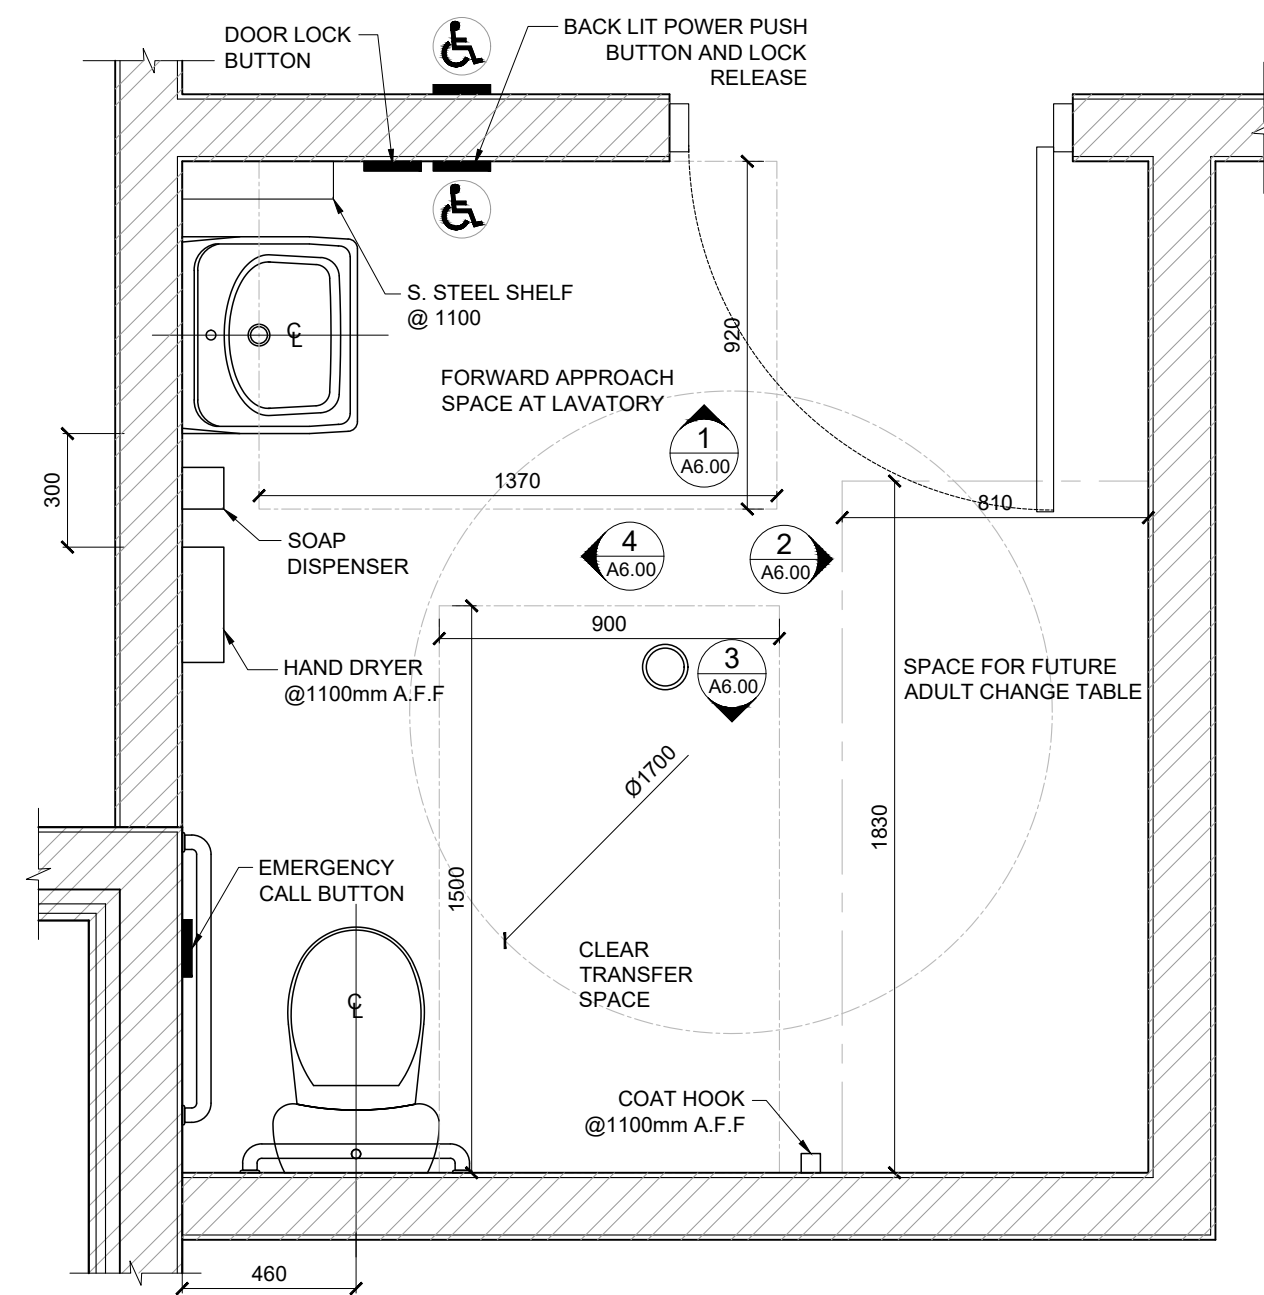 DOOR LOCK
BUTTON
BACK LIT POWER PUSH
BUTTON AND LOCK
RELEASE
S. STEEL SHELF
@ 1100
CL
920
FORWARD APPROACH
SPACE AT LAVATORY
1
A6.00
1370
300
810
SOAP
DISPENSER
4
A6.00
2
A6.00
900
HAND DRYER
@1100mm A.F.F
3
A6.00
SPACE FOR FUTURE
ADULT CHANGE TABLE
Ø1700
1830
EMERGENCY
CALL BUTTON
1500
CLEAR
TRANSFER
SPACE
CL
COAT HOOK
@1100mm A.F.F
460